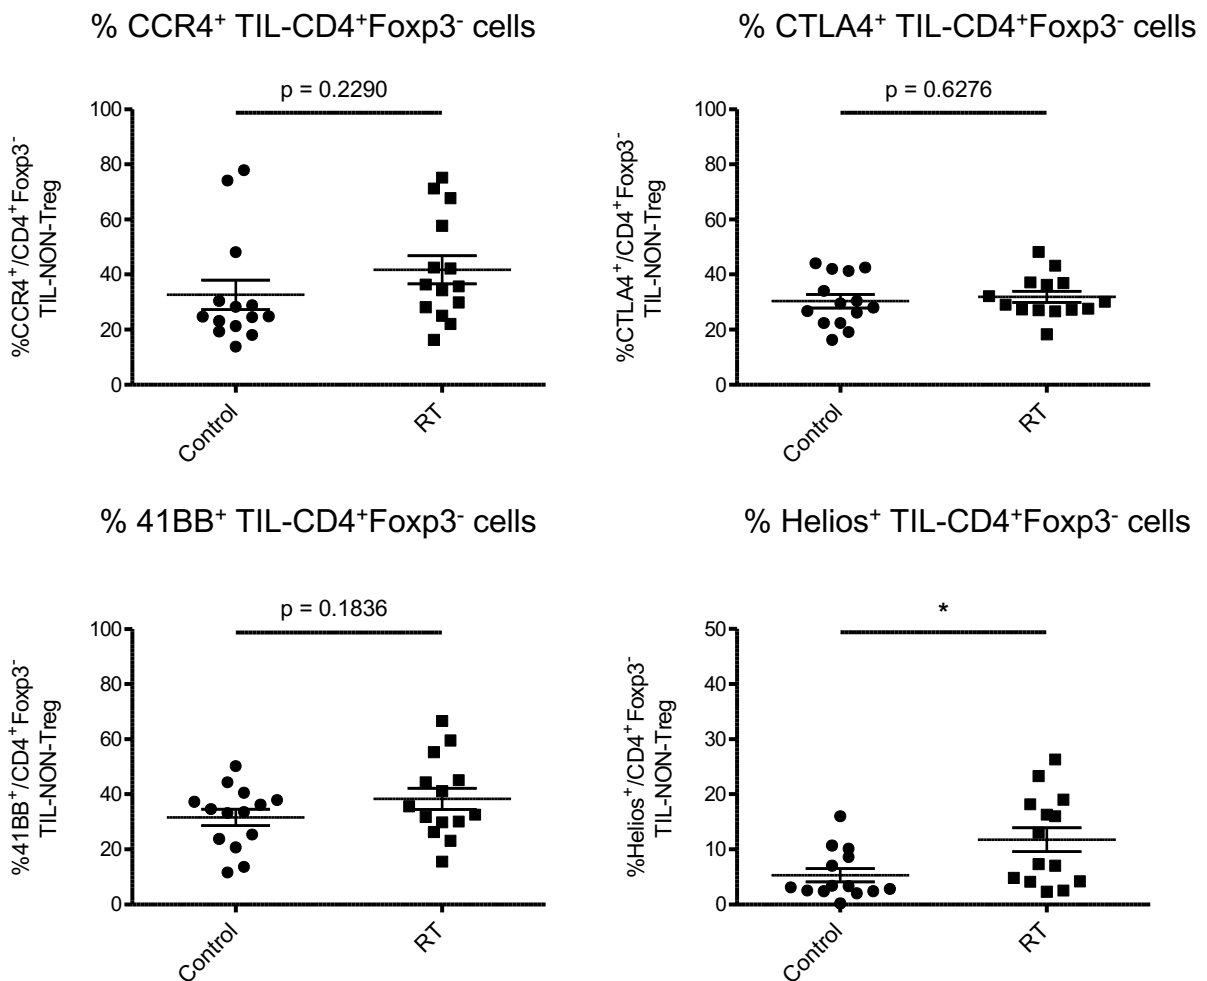 % CCR4⁺ TIL-CD4⁺Foxp3⁻ cells
p = 0.2290
%CCR4⁺/CD4⁺Foxp3⁻
TIL-NON-Treg
100
80
60
40
20
0
Control
RT
% CTLA4⁺ TIL-CD4⁺Foxp3⁻ cells
p = 0.6276
%CTLA4⁺/CD4⁺Foxp3⁻
TIL-NON-Treg
100
80
60
40
20
0
Control
RT
% 41BB⁺ TIL-CD4⁺Foxp3⁻ cells
p = 0.1836
%41BB⁺/CD4⁺Foxp3⁻
TIL-NON-Treg
100
80
60
40
20
0
Control
RT
% Helios⁺ TIL-CD4⁺Foxp3⁻ cells
*
%Helios⁺/CD4⁺Foxp3⁻
TIL-NON-Treg
50
40
30
20
10
0
Control
RT